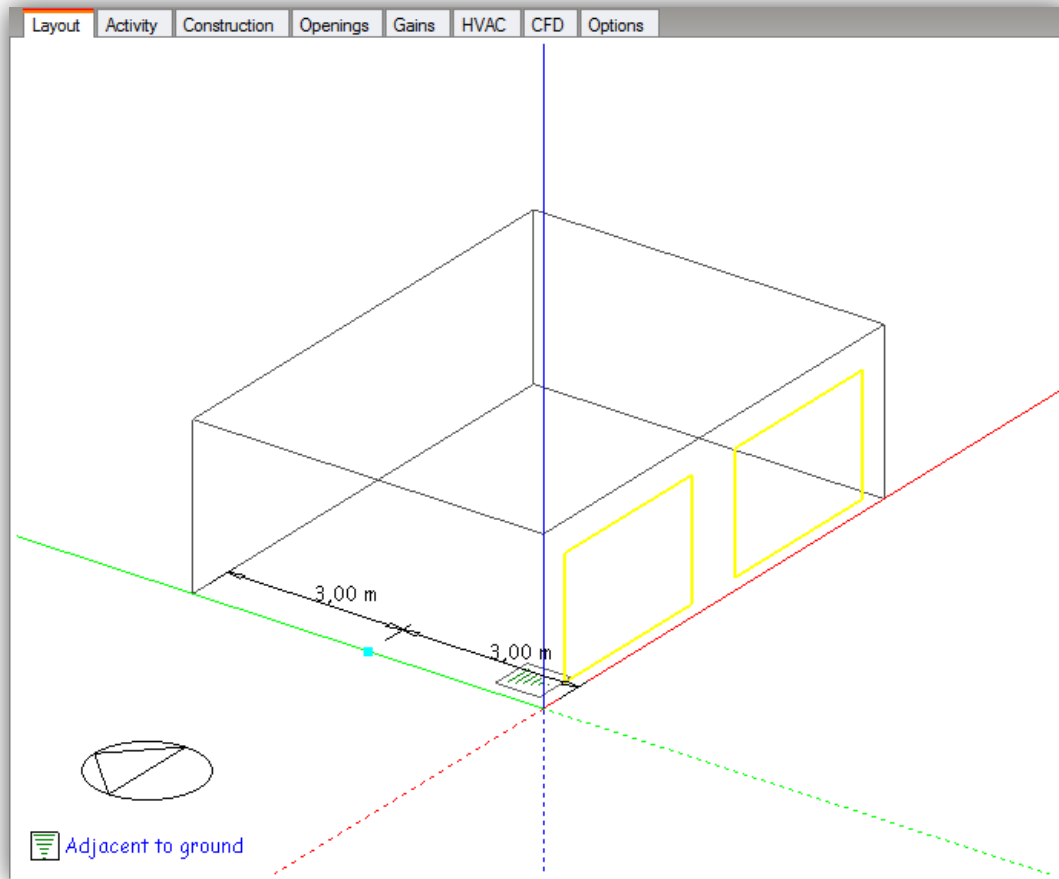 Layout Activity Construction Openings Gains HVAC CFD Options
3,00 m
3,00 m
Adjacent to ground